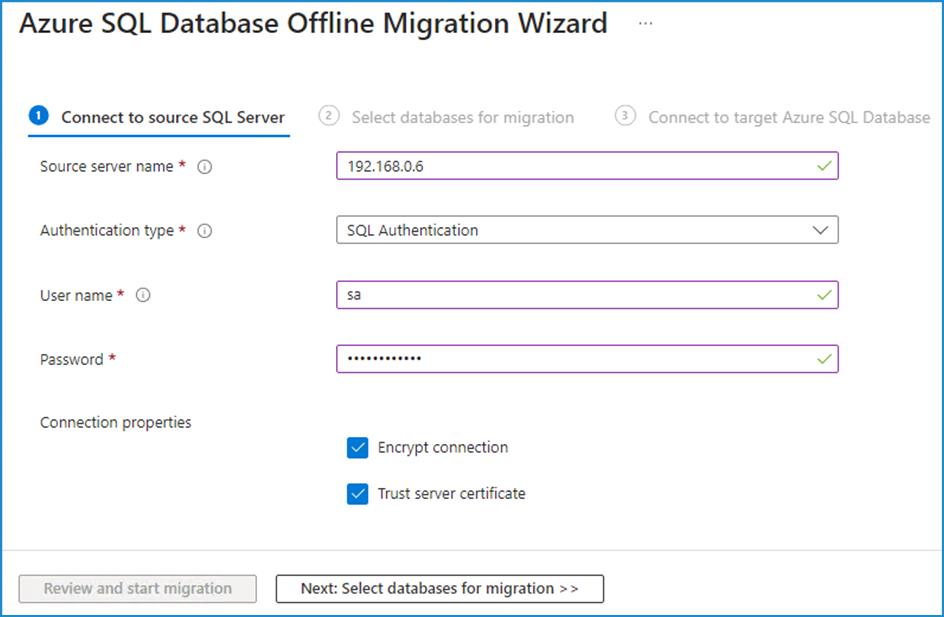 Azure SQL Database Offline Migration Wizard ...
1 Connect to source SQL Server 2 Select databases for migration 3 Connect to target Azure SQL Database
Source server name * 192.168.0.6
Authentication type * SQL Authentication
User name * sa
Password * ••••••••••••
Connection properties
Encrypt connection
Trust server certificate
Review and start migration Next: Select databases for migration >>